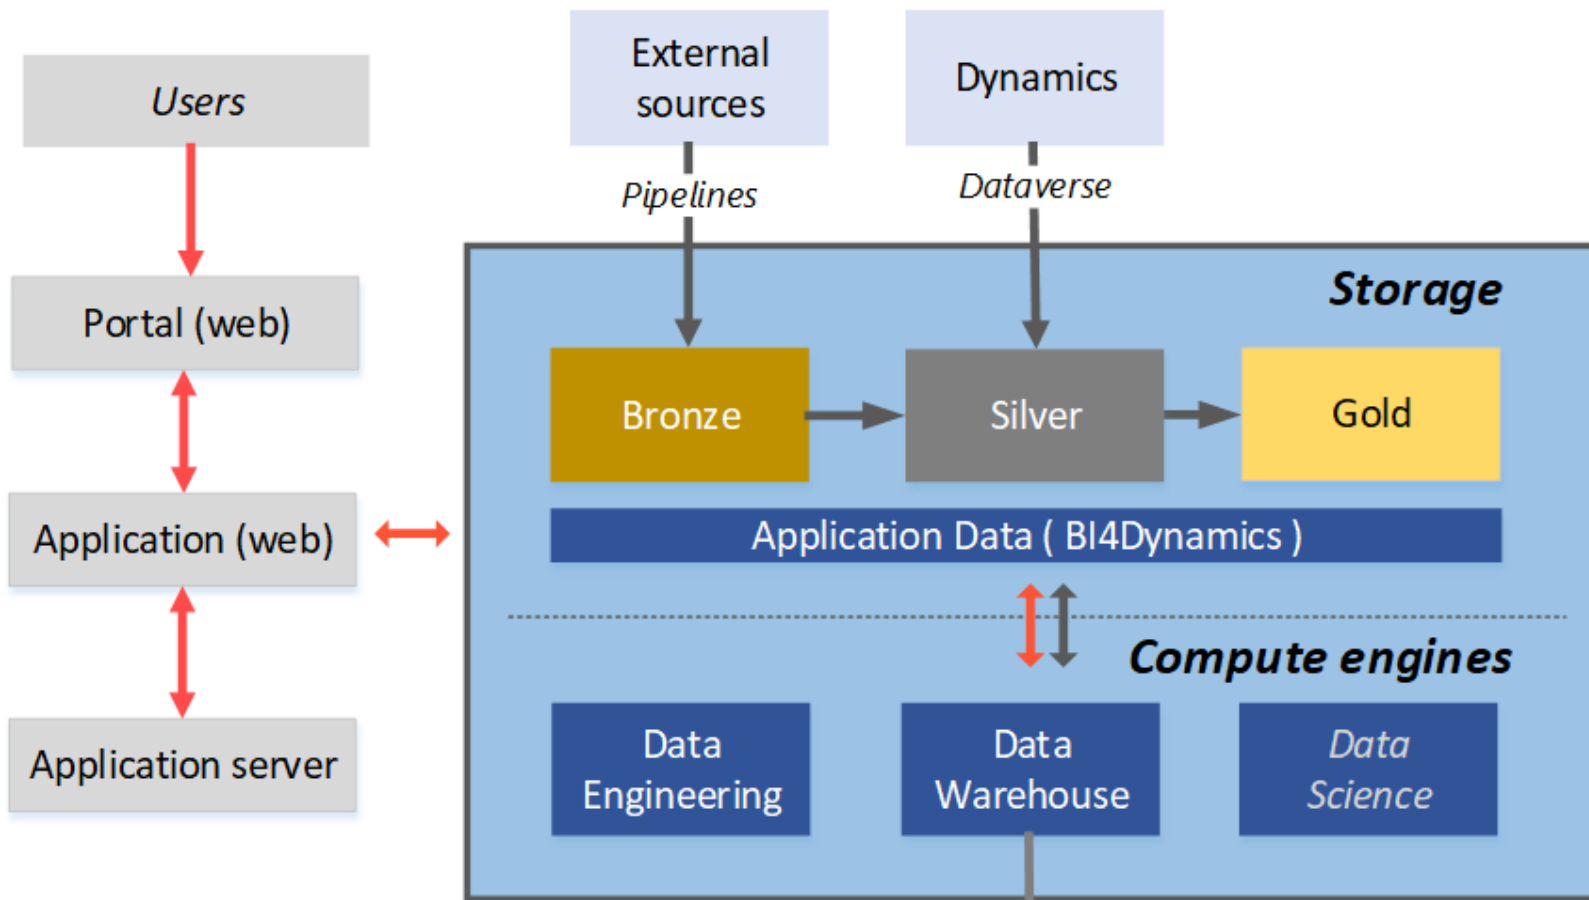 Users
External
sources
Dynamics
Pipelines
Dataverse
Storage
Portal (web)
Bronze
Silver
Gold
Application (web)
Application Data ( BI4Dynamics )
Compute engines
Application server
Data
Engineering
Data
Warehouse
Data
Science